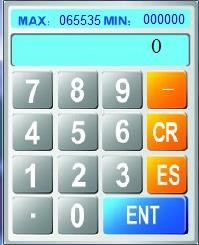 MAX: 065535 MIN: 000000
0
7 8 9 −
4 5 6 CR
1 2 3 ES
. 0 ENT